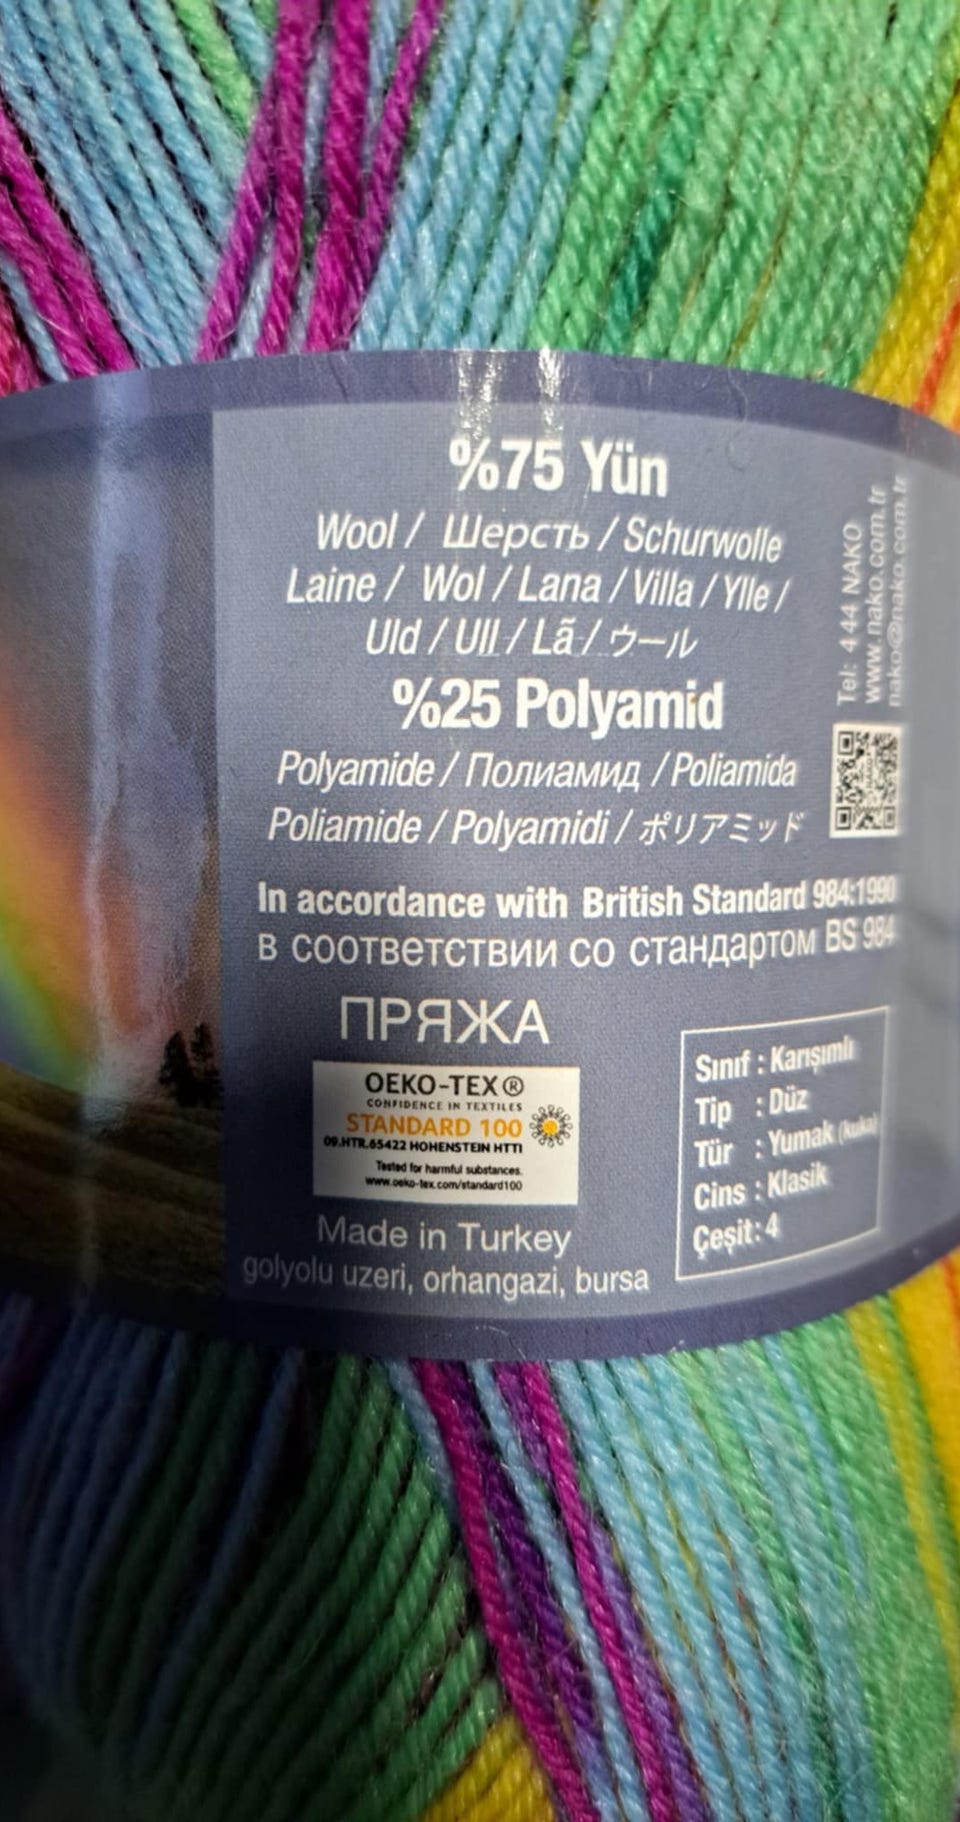 %75 Yün
Wool / Шерсть / Schurwolle
Laine / Wol / Lana / Villa / Ylle /
Uld / Ull / Lã / ウール
%25 Polyamid
Polyamide / Полиамид / Poliamida
Poliamide / Polyamidi / ポリアミッド
In accordance with British Standard 984:1990
в соответствии со стандартом BS 984
ПРЯЖА
OEKO-TEX®
CONFIDENCE IN TEXTILES
STANDARD 100
09.HTR.65422 HOHENSTEIN HTTI
Tested for harmful substances.
www.oeko-tex.com/standard100
Made in Turkey
golyolu uzeri, orhangazi, bursa
Sınıf : Karışımlı
Tip : Düz
Tür : Yumak (kuka)
Cins : Klasik
Çeşit: 4
Tel: 444 NAKO
www.nako.com.tr
nako@nako.com.tr